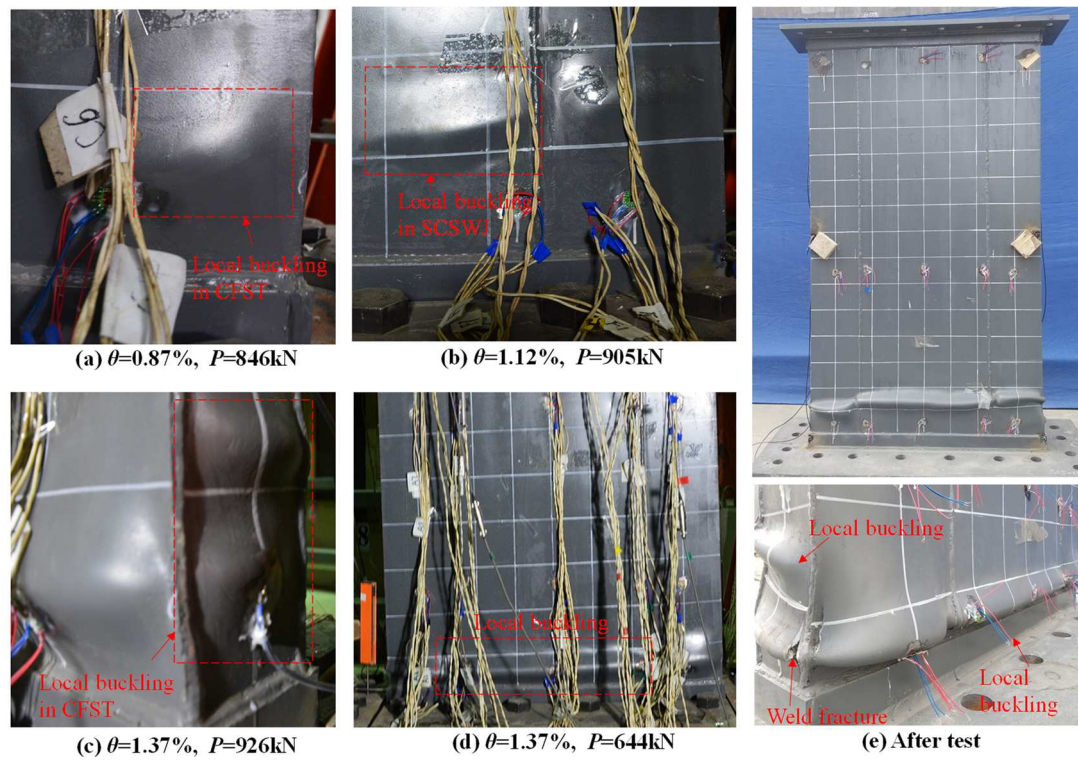 Local buckling
in CFST
(a) θ=0.87%, P=846kN
Local buckling
in SCSWJ
(b) θ=1.12%, P=905kN
Local buckling
in CFST
(c) θ=1.37%, P=926kN
Local buckling
(d) θ=1.37%, P=644kN
Local buckling
Weld fracture
Local
buckling
(e) After test